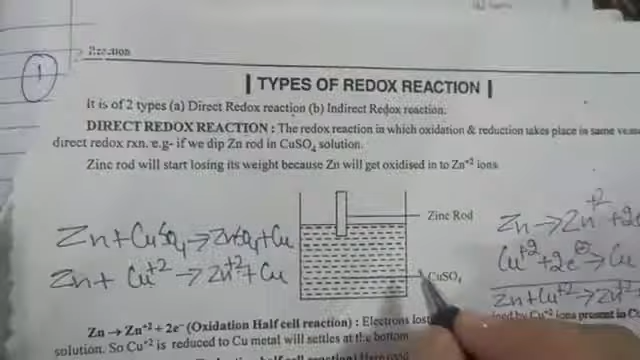 Reaction
1
| TYPES OF REDOX REACTION |
It is of 2 types (a) Direct Redox reaction (b) Indirect Redox reaction.
DIRECT REDOX REACTION : The redox reaction in which oxidation & reduction takes place in same
direct redox rxn. e.g- if we dip Zn rod in CuSO₄ solution.
Zinc rod will start losing its weight because Zn will get oxidised in to Zn⁺² ions.
Zinc Rod
Zn → Zn⁺² + 2e
Zn + CuSO₄ → ZnSO₄ + Cu
Cu⁺² + 2e⊖ → Cu
Zn + Cu⁺² → Zn⁺² + Cu
CuSO₄
Zn + Cu⁺² → Zn⁺²
Zn → Zn⁺² + 2e⁻ (Oxidation Half cell reaction) : Electrons lost by Cu⁺² ions present in
solution. So Cu⁺² is reduced to Cu metal will settles at the bottom